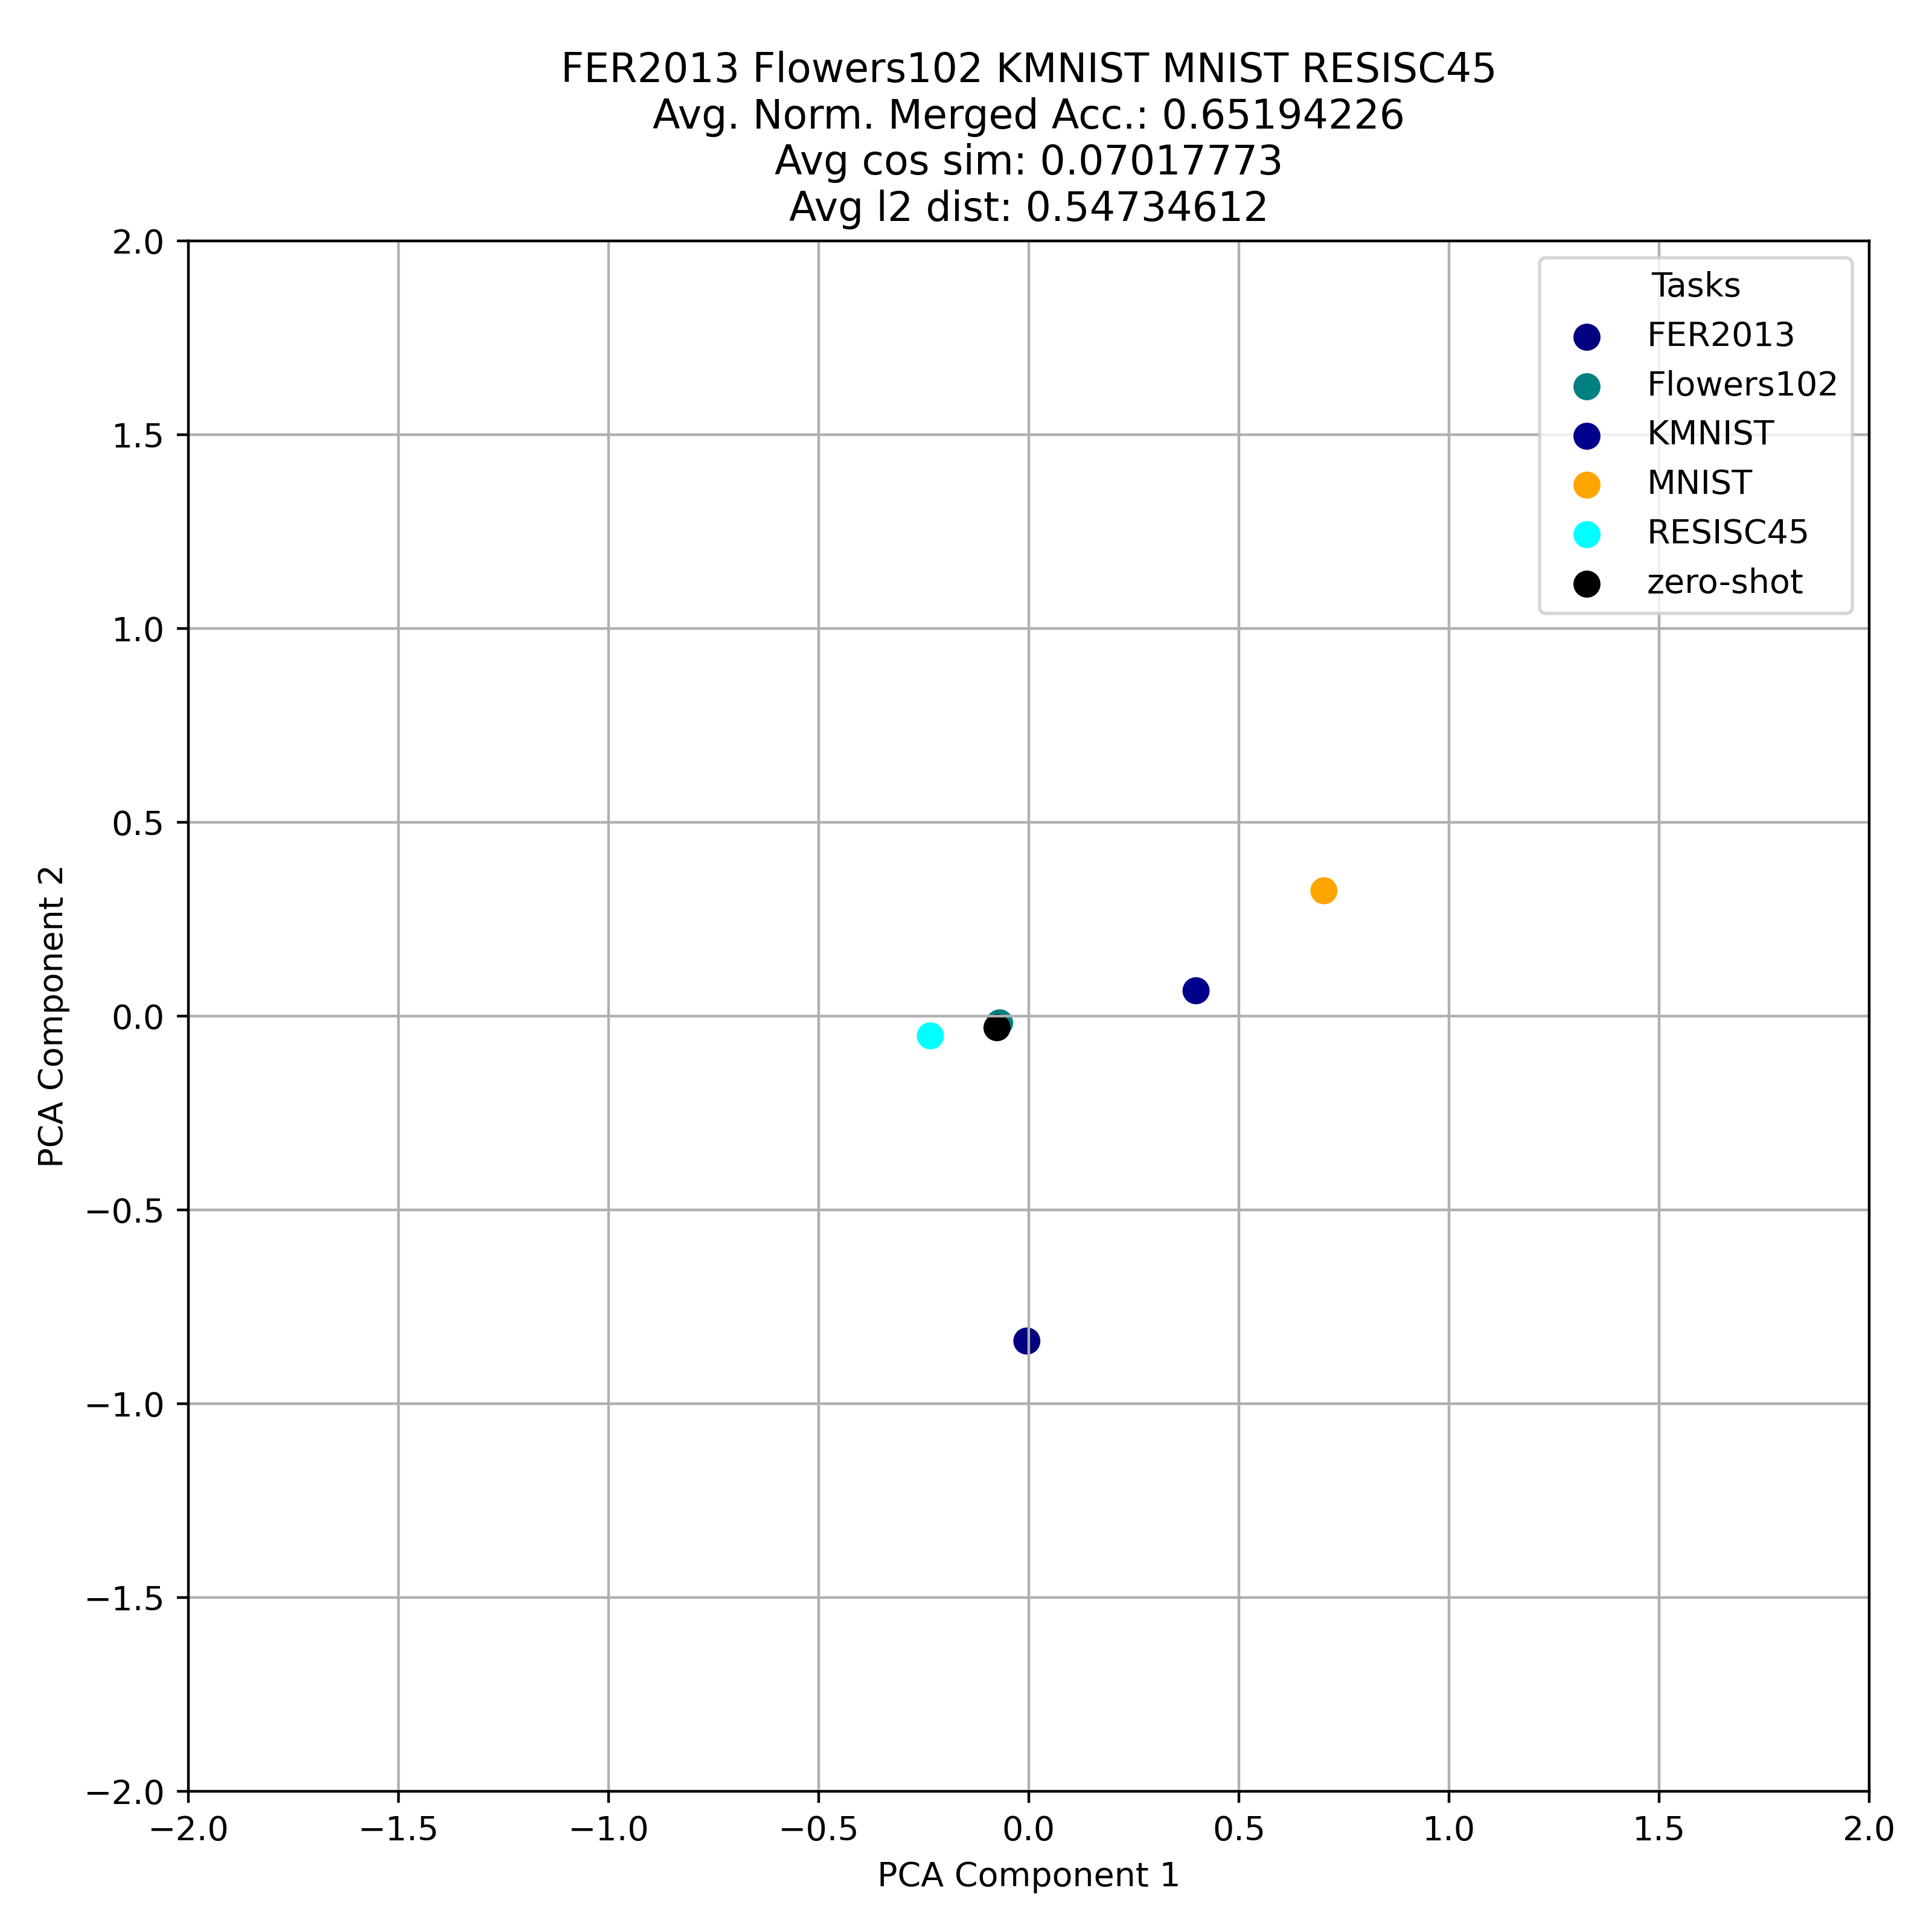 FER2013 Flowers102 KMNIST MNIST RESISC45
Avg. Norm. Merged Acc.: 0.65194226
Avg cos sim: 0.07017773
Avg l2 dist: 0.54734612
Tasks
FER2013
Flowers102
KMNIST
MNIST
RESISC45
zero-shot
2.0
1.5
1.0
0.5
0.0
−0.5
−1.0
−1.5
−2.0
PCA Component 2
−2.0 −1.5 −1.0 −0.5 0.0 0.5 1.0 1.5 2.0
PCA Component 1